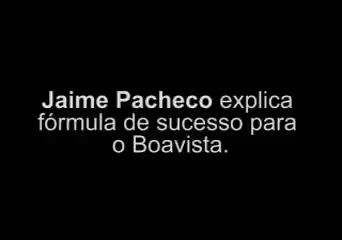 Jaime Pacheco explica
fórmula de sucesso para
o Boavista.